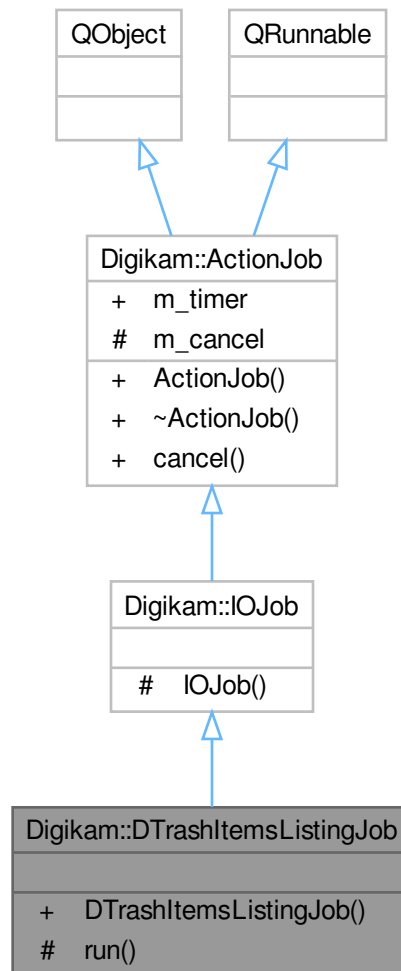 QObject
QRunnable
Digikam::ActionJob
+ m_timer
# m_cancel
+ ActionJob()
+ ~ActionJob()
+ cancel()
Digikam::IOJob
# IOJob()
Digikam::DTrashItemsListingJob
+ DTrashItemsListingJob()
# run()